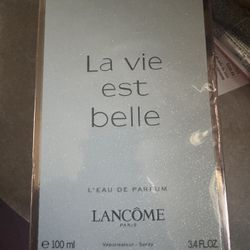 La vie
est
belle
L'EAU DE PARFUM
LANCÔME
PARIS
℮ 100 ml Vaporisateur - Spray 3.4 FL.OZ.